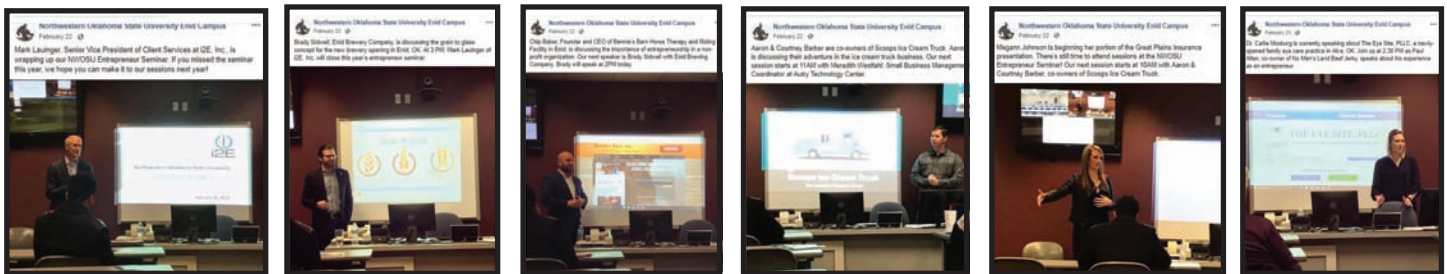 Northwestern Oklahoma State University Enid Campus
February 22
Mark Lauinger, Senior Vice President of Client Services at I2E, Inc., is
wrapping up our NWOSU Entrepreneur Seminar. If you missed the seminar
this year, we hope you can make it to our sessions next year!
i2E
Northwestern Oklahoma State University Enid Campus
February 22
Brady Sidwell, Enid Brewery Company, is discussing the grain to glass
concept for the new brewery opening in Enid, OK. At 3 PM, Mark Lauinger of
I2E, Inc will close this year's entrepreneur seminar.
Northwestern Oklahoma State University Enid Campus
February 22
Chip Baker, Founder and CEO of Bennie's Barn Horse Therapy, and Riding
Facility in Enid, is discussing the importance of entrepreneurship in a non-
profit organization. Our next speaker is Brady Sidwell with Enid Brewing
Company. Brady will speak at 2PM today.
Northwestern Oklahoma State University Enid Campus
February 22
Aaron & Courtney Barber are co-owners of Scoops Ice Cream Truck. Aaron
is discussing their adventure in the ice cream truck business. Our next
session starts at 11AM with Meredith Westfahl, Small Business Management
Coordinator at Autry Technology Center.
Scoops Ice Cream Truck
Northwestern Oklahoma State University Enid Campus
February 22
Megann Johnson is beginning her portion of the Great Plains Insurance
presentation. There's still time to attend sessions at the NWOSU
Entrepreneur Seminar! Our next session starts at 10AM with Aaron &
Courtney Barber, co-owners of Scoops Ice Cream Truck.
Northwestern Oklahoma State University Enid Campus
February 21
Dr. Callie Mosburg is currently speaking about The Eye Site, PLLC, a newly-
opened family eye care practice in Alva, OK. Join us at 2:30 PM as Paul
Allen, co-owner of No Man's Land Beef Jerky, speaks about his experience
as an entrepreneur.
THE EYE SITE, PLLC